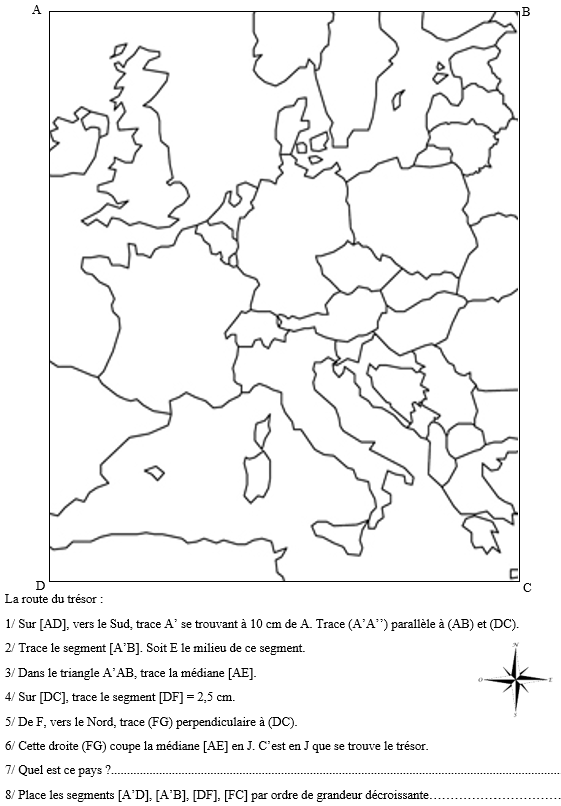 A B
D C
La route du trésor :
1/ Sur [AD], vers le Sud, trace A’ se trouvant à 10 cm de A. Trace (A’A’’) parallèle à (AB) et (DC).
2/ Trace le segment [A’B]. Soit E le milieu de ce segment.
N
3/ Dans le triangle A’AB, trace la médiane [AE].
O E
4/ Sur [DC], trace le segment [DF] = 2,5 cm.
S
5/ De F, vers le Nord, trace (FG) perpendiculaire à (DC).
6/ Cette droite (FG) coupe la médiane [AE] en J. C’est en J que se trouve le trésor.
7/ Quel est ce pays ?....................................................................................................
8/ Place les segments [A’D], [A’B], [DF], [FC] par ordre de grandeur décroissante……………………………